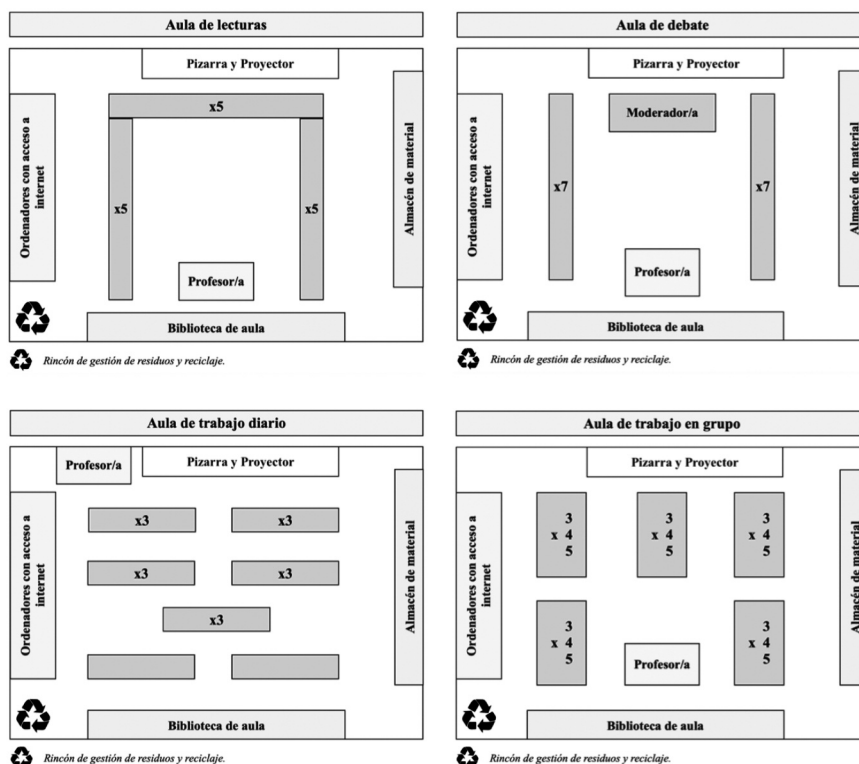 Aula de lecturas
Pizarra y Proyector
x5
Ordenadores con acceso a
internet
Almacén de material
x5
x5
Profesor/a
Biblioteca de aula
Rincón de gestión de residuos y reciclaje.
Aula de debate
Pizarra y Proyector
Moderador/a
Ordenadores con acceso a
internet
Almacén de material
x7
x7
Profesor/a
Biblioteca de aula
Rincón de gestión de residuos y reciclaje.
Aula de trabajo diario
Profesor/a
Pizarra y Proyector
Ordenadores con acceso a
internet
Almacén de material
x3
x3
x3
x3
x3
Biblioteca de aula
Rincón de gestión de residuos y reciclaje.
Aula de trabajo en grupo
Pizarra y Proyector
Ordenadores con acceso a
internet
Almacén de material
3
x 4
5
3
x 4
5
3
x 4
5
3
x 4
5
3
x 4
5
Profesor/a
Biblioteca de aula
Rincón de gestión de residuos y reciclaje.